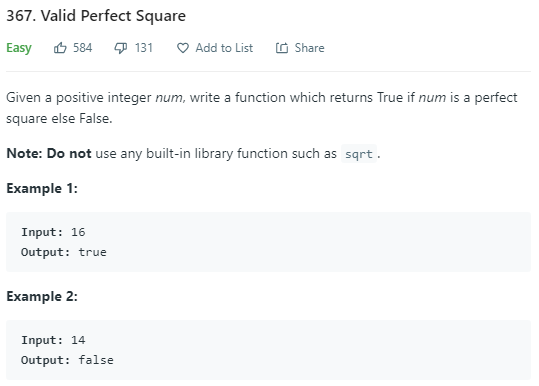 367. Valid Perfect Square
Easy 584 131 Add to List Share
Given a positive integer num, write a function which returns True if num is a perfect
square else False.
Note: Do not use any built-in library function such as sqrt .
Example 1:
Input: 16
Output: true
Example 2:
Input: 14
Output: false